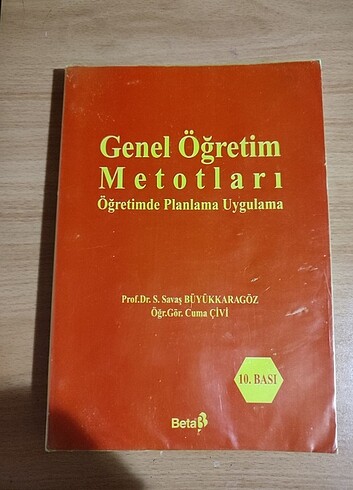 Genel Öğretim
Metotları
Öğretimde Planlama Uygulama
Prof.Dr. S. Savaş BÜYÜKKARAGÖZ
Öğr.Gör. Cuma ÇİVİ
10. BASI
Beta